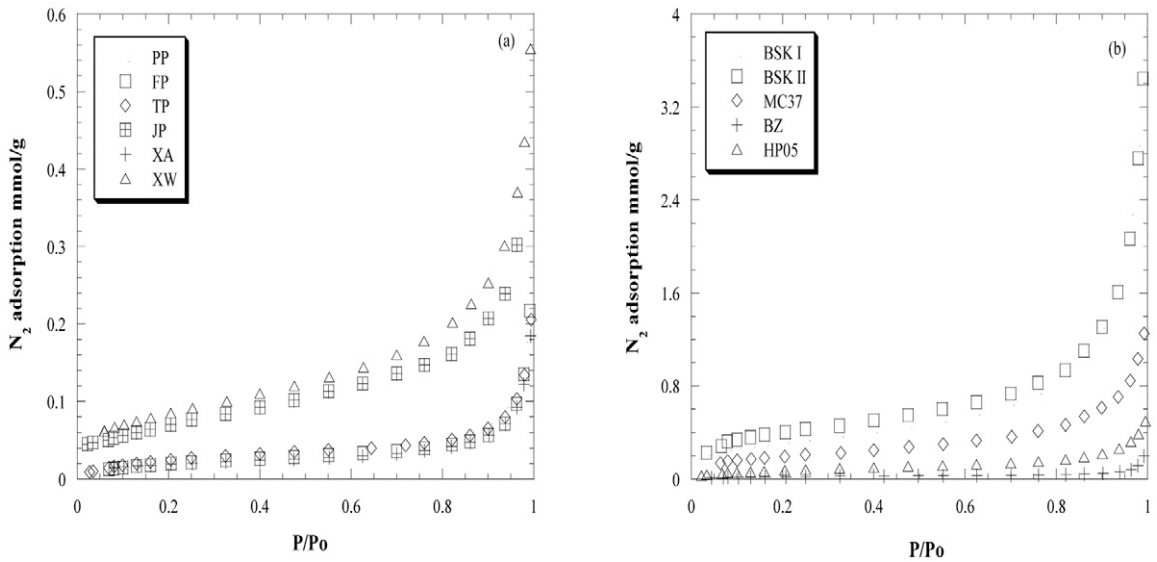 0.6
0.5
0.4
0.3
0.2
0.1
0
N2 adsorption mmol/g
(a)
PP
FP
TP
JP
XA
XW
0 0.2 0.4 0.6 0.8 1
P/Po
4
3.2
2.4
1.6
0.8
0
N2 adsorption mmol/g
(b)
BSK I
BSK II
MC37
BZ
HP05
0 0.2 0.4 0.6 0.8 1
P/Po